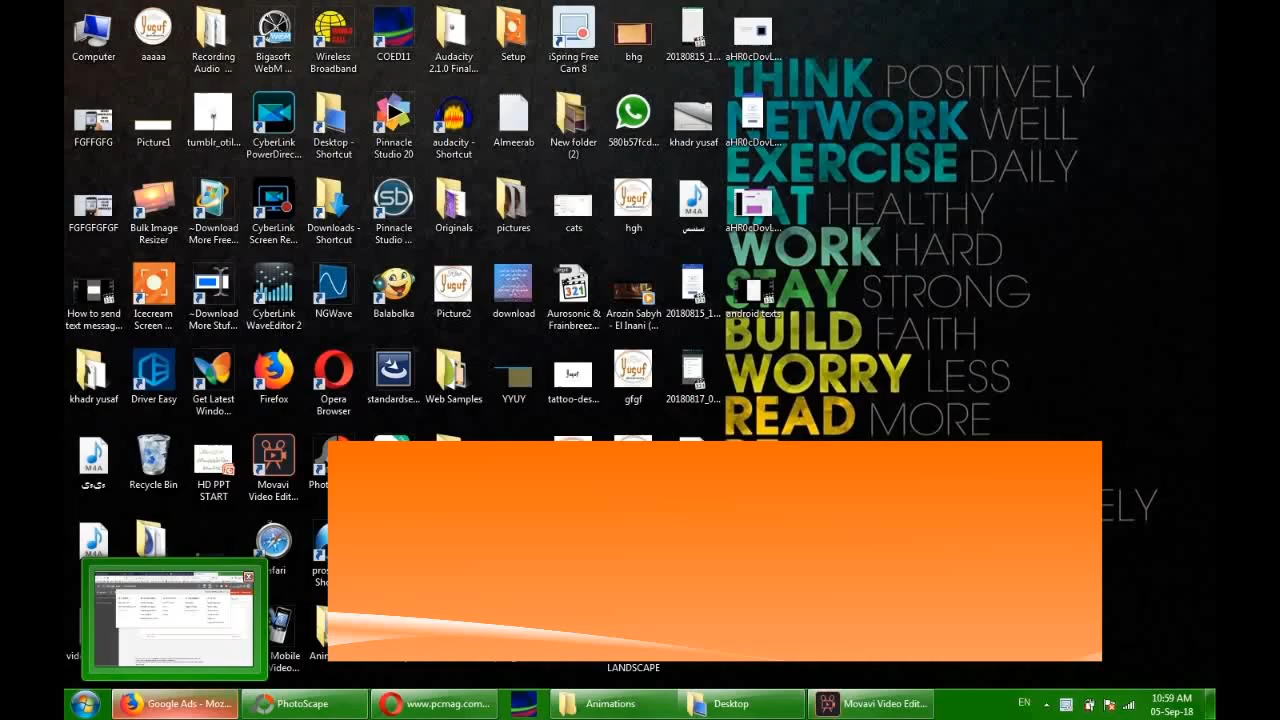 Computer
aaaaa
Recording Audio ...
Bigasoft WebM ...
Wireless Broadband
COED11
Audacity 2.1.0 Final...
Setup
iSpring Free Cam 8
bhg
20180815_1...
aHR0cDovL...
THINK POSITIVELY
NETWORK WELL
EXERCISE DAILY
EAT HEALTHY
WORK HARD
STAY STRONG
BUILD FAITH
WORRY LESS
READ MORE
FGFFGFG
Picture1
tumblr_otil...
CyberLink PowerDirec...
Desktop - Shortcut
Pinnacle Studio 20
audacity - Shortcut
Almeerab
New folder (2)
580b57fcd...
khadr yusaf
aHR0cDovL...
FGFGFGFGF
Bulk Image Resizer
~Download More Free...
CyberLink Screen Re...
Downloads - Shortcut
Pinnacle Studio ...
Originals
pictures
cats
hgh
M4A
aHR0cDovL...
How to send text messag...
Icecream Screen ...
~Download More Stuf...
CyberLink WaveEditor 2
NGWave
Balabolka
Picture2
download
Aurosonic & Frainbreez...
Arozin Sabyh - El Inani (...
20180815_1...
android texts
khadr yusaf
Driver Easy
Get Latest Windo...
Firefox
Opera Browser
standardse...
Web Samples
YYUY
tattoo-des...
gfgf
20180817_0...
M4A
Recycle Bin
HD PPT START
Movavi Video Edit...
M4A
LANDSCAPE
Google Ads - Moz...
PhotoScape
www.pcmag.com...
Animations
Desktop
Movavi Video Edit...
EN
10:59 AM
05-Sep-18